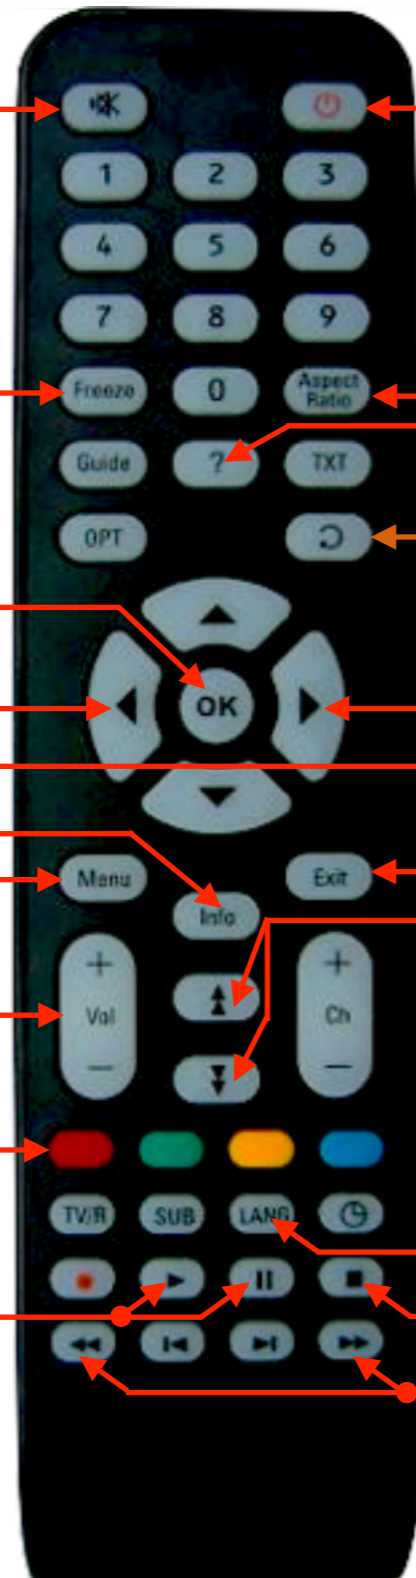 1 2 3
4 5 6
7 8 9
Freeze 0 Aspect
Ratio
Guide ? TXT
OPT
OK
Menu Exit
Info
+ +
Vol Ch
- -
TV/R SUB LANG